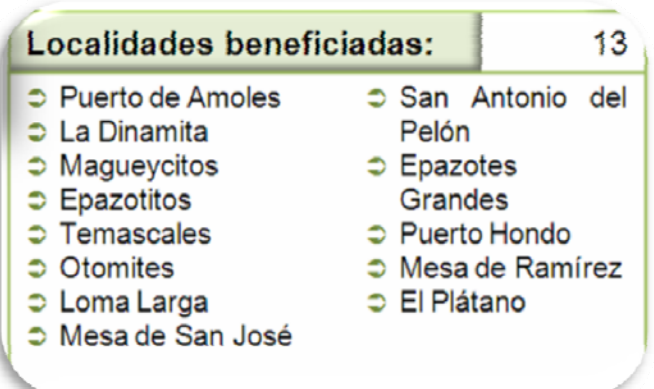 Localidades beneficiadas: 13
Puerto de Amoles
La Dinamita
Magueycitos
Epazotitos
Temascales
Otomites
Loma Larga
Mesa de San José
San Antonio del
Pelón
Epazotes
Grandes
Puerto Hondo
Mesa de Ramírez
El Plátano